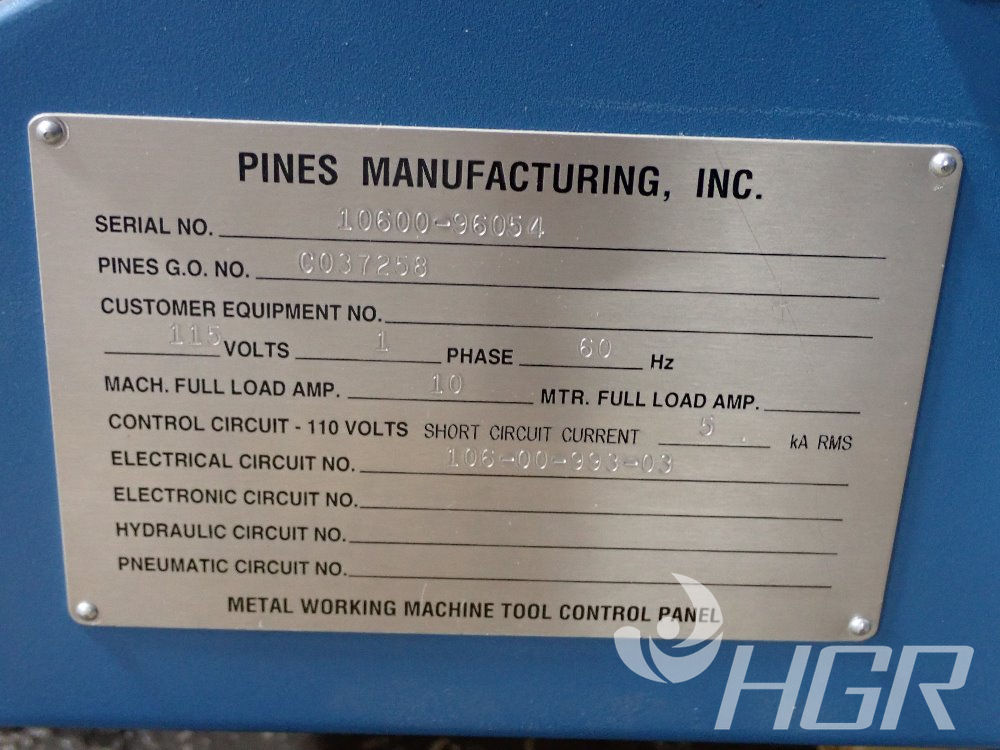 PINES MANUFACTURING, INC.
SERIAL NO. 10600-96054
PINES G.O. NO. C037258
CUSTOMER EQUIPMENT NO.
115 VOLTS 1 PHASE 60 Hz
MACH. FULL LOAD AMP. 10 MTR. FULL LOAD AMP.
CONTROL CIRCUIT - 110 VOLTS SHORT CIRCUIT CURRENT 5 kA RMS
ELECTRICAL CIRCUIT NO. 106-00-993-03
ELECTRONIC CIRCUIT NO.
HYDRAULIC CIRCUIT NO.
PNEUMATIC CIRCUIT NO.
METAL WORKING MACHINE TOOL CONTROL PANEL
HGR